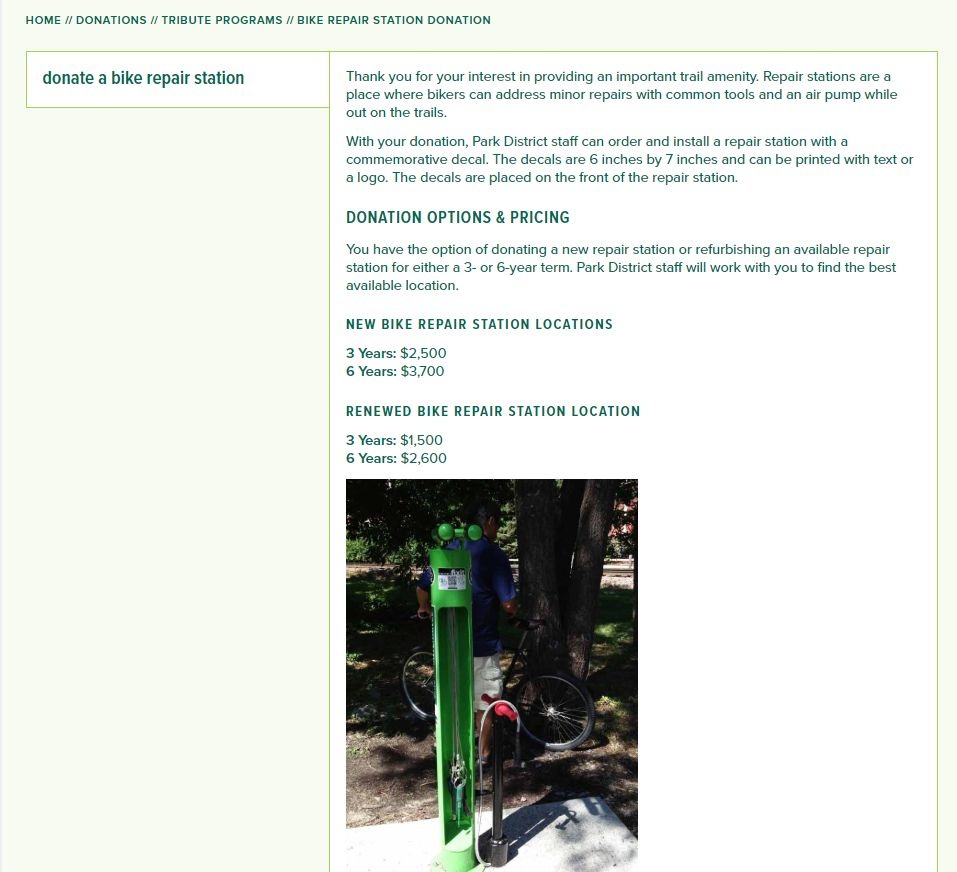 HOME // DONATIONS // TRIBUTE PROGRAMS // BIKE REPAIR STATION DONATION
donate a bike repair station
Thank you for your interest in providing an important trail amenity. Repair stations are a
place where bikers can address minor repairs with common tools and an air pump while
out on the trails.
With your donation, Park District staff can order and install a repair station with a
commemorative decal. The decals are 6 inches by 7 inches and can be printed with text or
a logo. The decals are placed on the front of the repair station.
DONATION OPTIONS & PRICING
You have the option of donating a new repair station or refurbishing an available repair
station for either a 3- or 6-year term. Park District staff will work with you to find the best
available location.
NEW BIKE REPAIR STATION LOCATIONS
3 Years: $2,500
6 Years: $3,700
RENEWED BIKE REPAIR STATION LOCATION
3 Years: $1,500
6 Years: $2,600